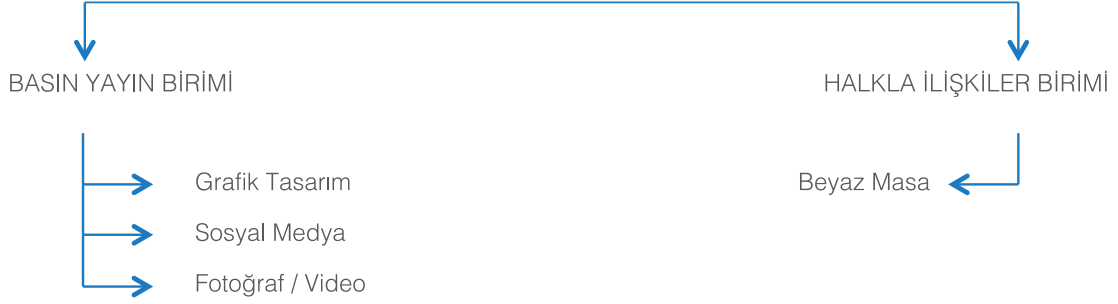 BASIN YAYIN BİRİMİ
HALKLA İLİŞKİLER BİRİMİ
Grafik Tasarım
Beyaz Masa
Sosyal Medya
Fotoğraf / Video